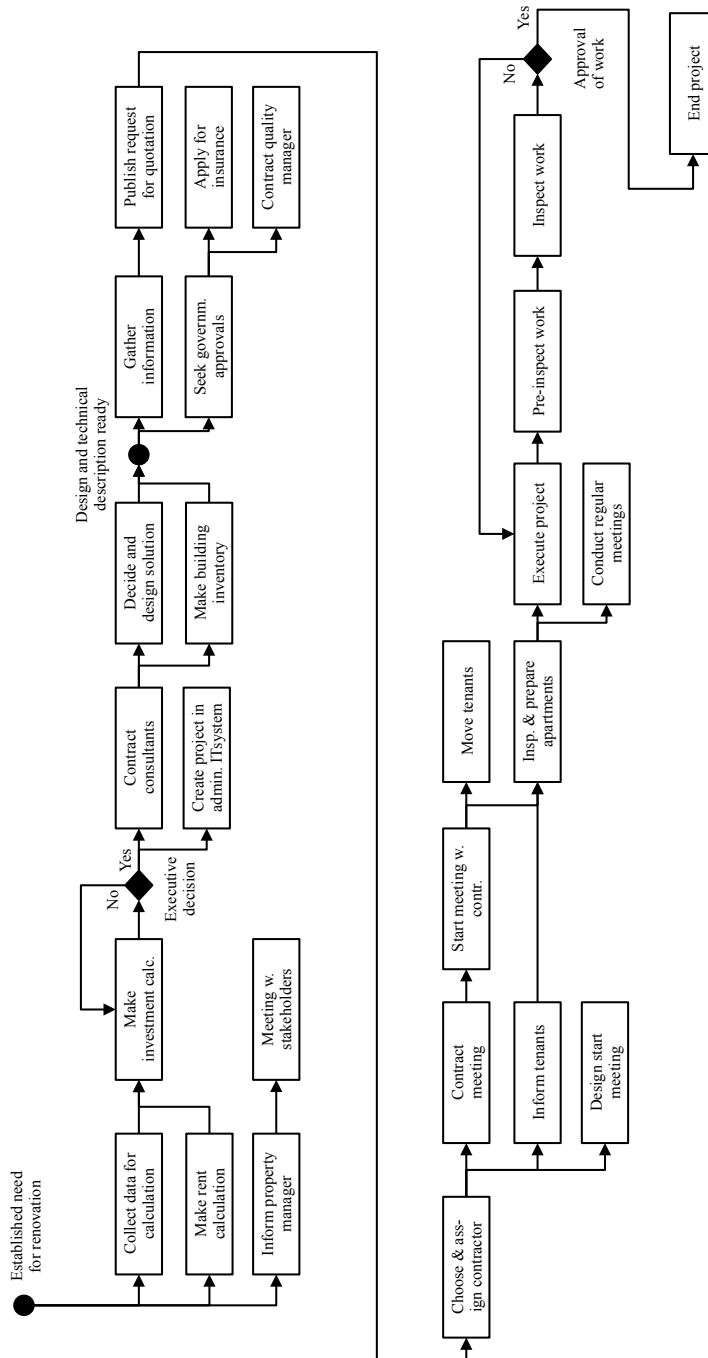 Established need
for renovation
Collect data for
calculation
Make rent
calculation
Inform property
manager
Make
investment calc.
Meeting w.
stakeholders
No
Yes
Executive
decision
Contract
consultants
Create project in
admin. ITsystem
Decide and
design solution
Make building
inventory
Design and technical
description ready
Gather
information
Seek governm.
approvals
Publish request
for quotation
Apply for
insurance
Contract quality
manager
Choose & ass-
ign contractor
Contract
meeting
Inform tenants
Design start
meeting
Start meeting w.
contr.
Move tenants
Insp. & prepare
apartments
Execute project
Conduct regular
meetings
Pre-inspect work
Inspect work
No
Yes
Approval
of work
End project